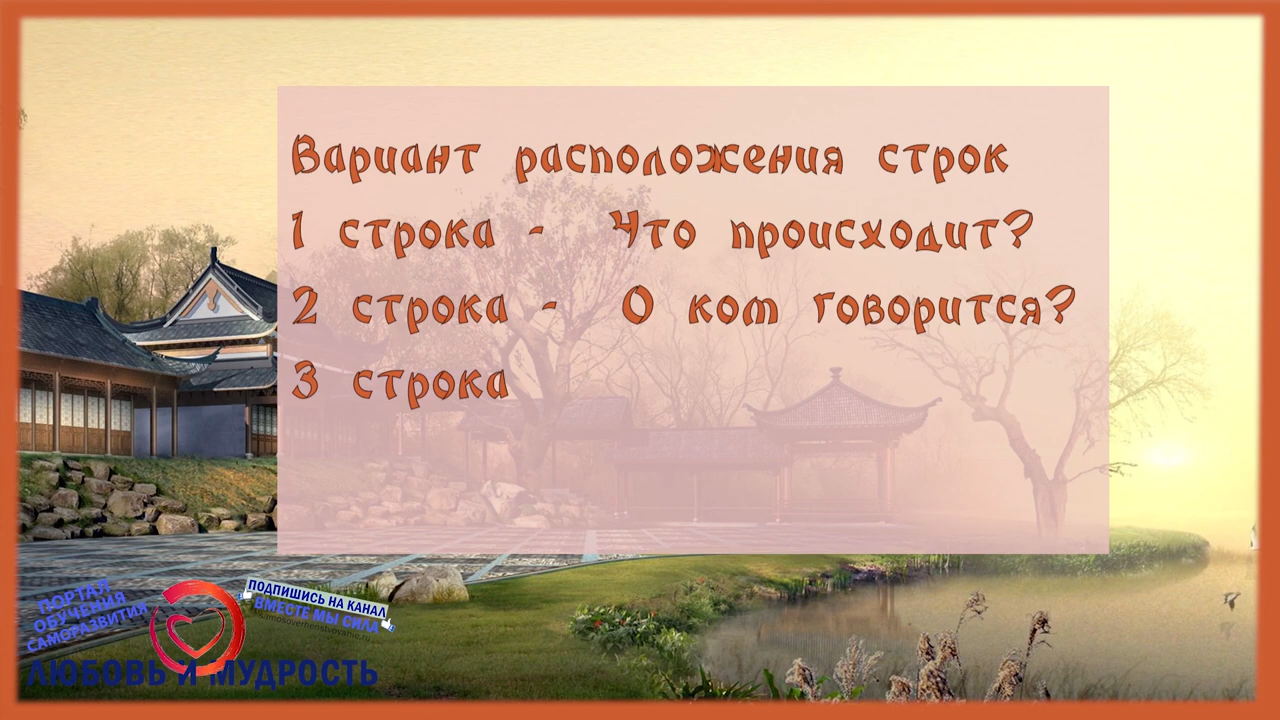 Вариант расположения строк
1 строка - Что происходит?
2 строка - О ком говорится?
3 строка
ПОРТАЛ
ОБУЧЕНИЯ
САМОРАЗВИТИЯ
ПОДПИШИСЬ НА КАНАЛ
ВМЕСТЕ МЫ СИЛА
ЛЮБОВЬ И МУДРОСТЬ